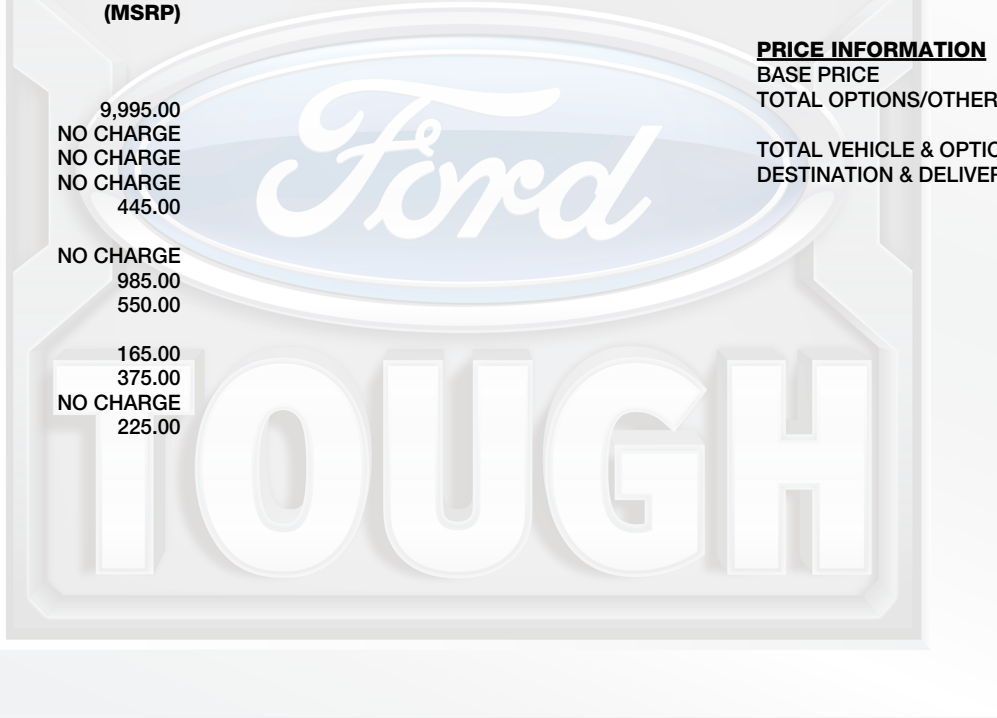 (MSRP)
9,995.00
NO CHARGE
NO CHARGE
NO CHARGE
445.00
NO CHARGE
985.00
550.00
165.00
375.00
NO CHARGE
225.00
PRICE INFORMATION
BASE PRICE
TOTAL OPTIONS/OTHER
TOTAL VEHICLE & OPTIO
DESTINATION & DELIVER
Ford
TOUGH